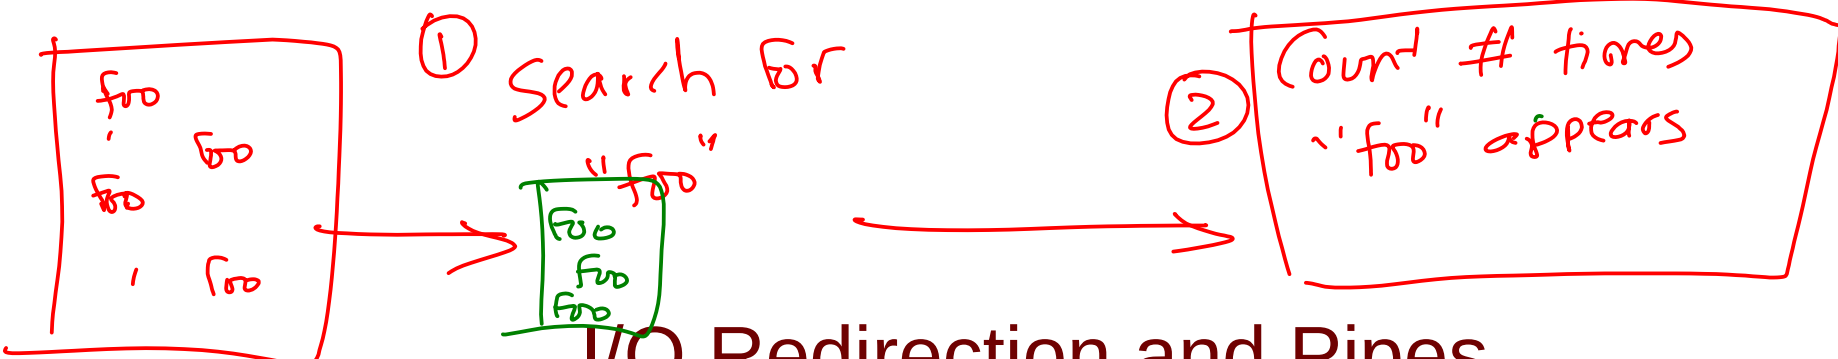 foo
foo
foo
foo
①
Search for
"foo"
foo
foo
foo
②
Count # times
"foo" appears
I/O Redirection and Pipes